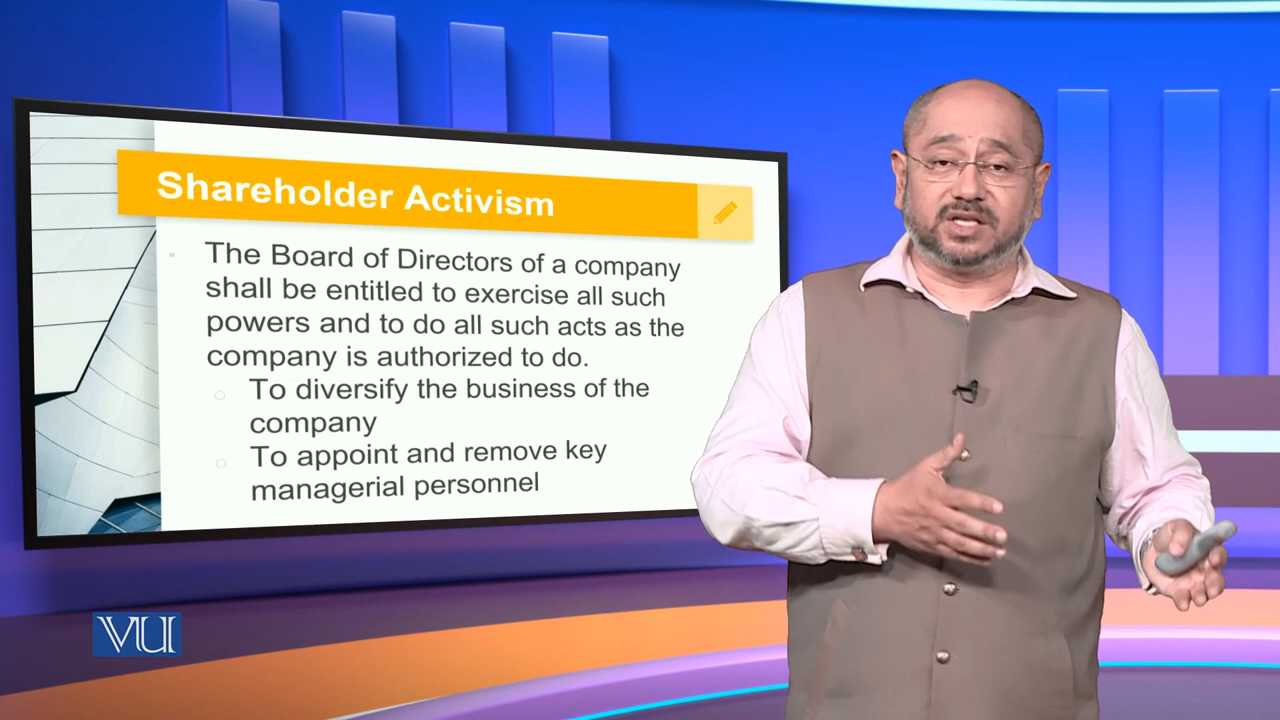 Shareholder Activism
The Board of Directors of a company
shall be entitled to exercise all such
powers and to do all such acts as the
company is authorized to do.
To diversify the business of the
company
To appoint and remove key
managerial personnel
VU